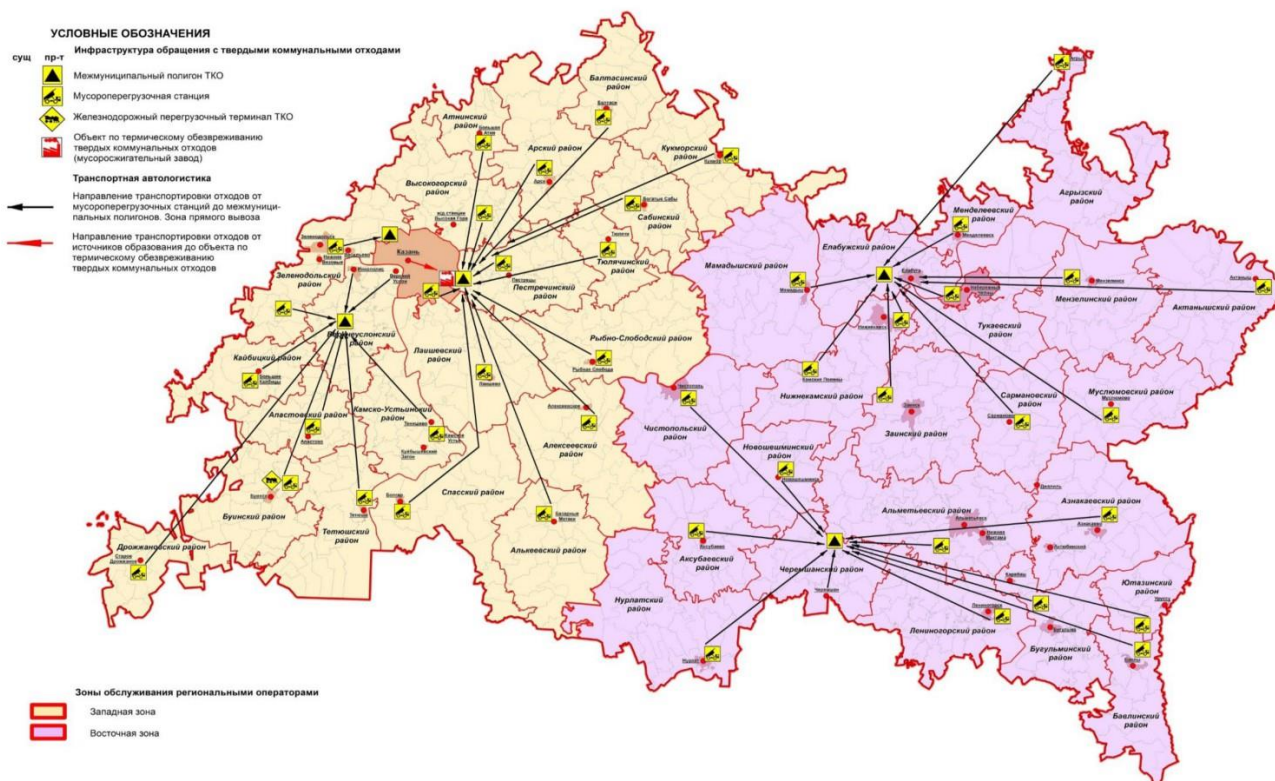 УСЛОВНЫЕ ОБОЗНАЧЕНИЯ
Инфраструктура обращения с твердыми коммунальными отходами
сущ пр-т
Межмуниципальный полигон ТКО
Мусороперегрузочная станция
Железнодорожный перегрузочный терминал ТКО
Объект по термическому обезвреживанию
твердых коммунальных отходов
(мусоросжигательный завод)
Транспортная автологистика
Направление транспортировки отходов от
мусороперегрузочных станций до межмуници-
пальных полигонов. Зона прямого вывоза
Направление транспортировки отходов от
источников образования до объекта по
термическому обезвреживанию
твердых коммунальных отходов
Балтасинский
район
Атнинский
район
Арский район
Кукморский
район
Высокогорский
район
Сабинский
район
Тюлячинский
район
Казань
Зеленодольский
район
Пестречинский
район
Верхнеуслонский
район
Лаишевский
район
Рыбно-Слободский
район
Рыбная Слобода
Кайбицкий район
Апастовский
район
Камско-Устьинский
район
Алексеевский
район
Спасский район
Буинский район
Тетюшский
район
Дрожжановский район
Алькеевский
район
Агрызский
район
Менделеевский
район
Елабужский район
Мамадышский район
Мензелинский
район
Актанышский
район
Тукаевский
район
Нижнекамский
район
Сармановский
район
Муслюмовский район
Заинский
район
Чистопольский
район
Новошешминский
район
Альметьевский
район
Азнакаевский
район
Аксубаевский
район
Черемшанский район
Нурлатский
район
Ютазинский
район
Лениногорский
район
Бугульминский
район
Бавлинский
район
Зоны обслуживания региональными операторами
Западная зона
Восточная зона